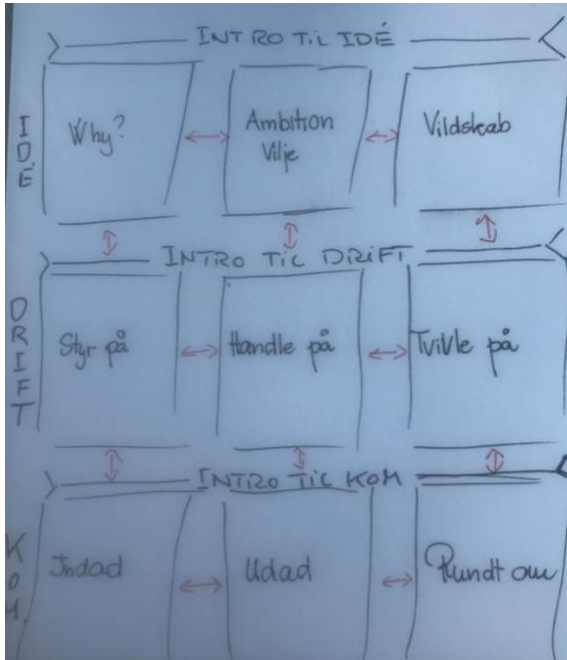 INTRO TIL IDÉ
IDÉ
Why?
Ambition
Vilje
Vildskab
INTRO TIL DRIFT
DRIFT
Styr på
Handle på
Tvivle på
INTRO TIL KOM
KOM.
Indad
Udad
Rundt om